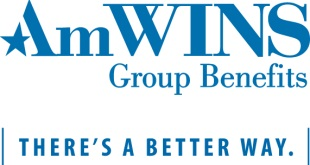 AmWINS
Group Benefits
THERE'S A BETTER WAY.